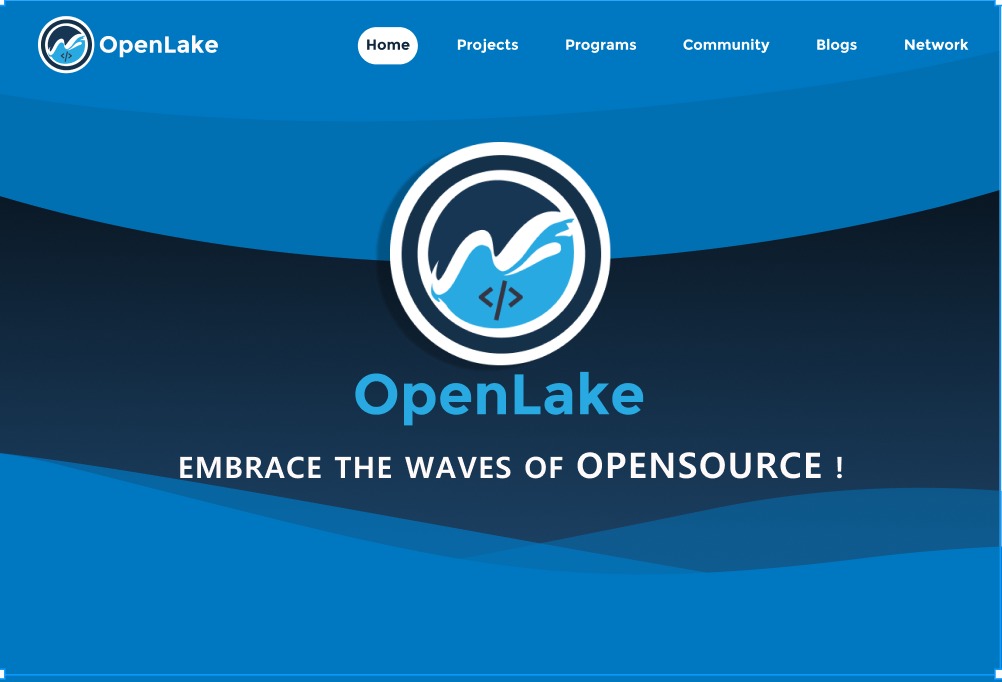 OpenLake Home Projects Programs Community Blogs Network
</>
</>
OpenLake
EMBRACE THE WAVES OF OPENSOURCE !